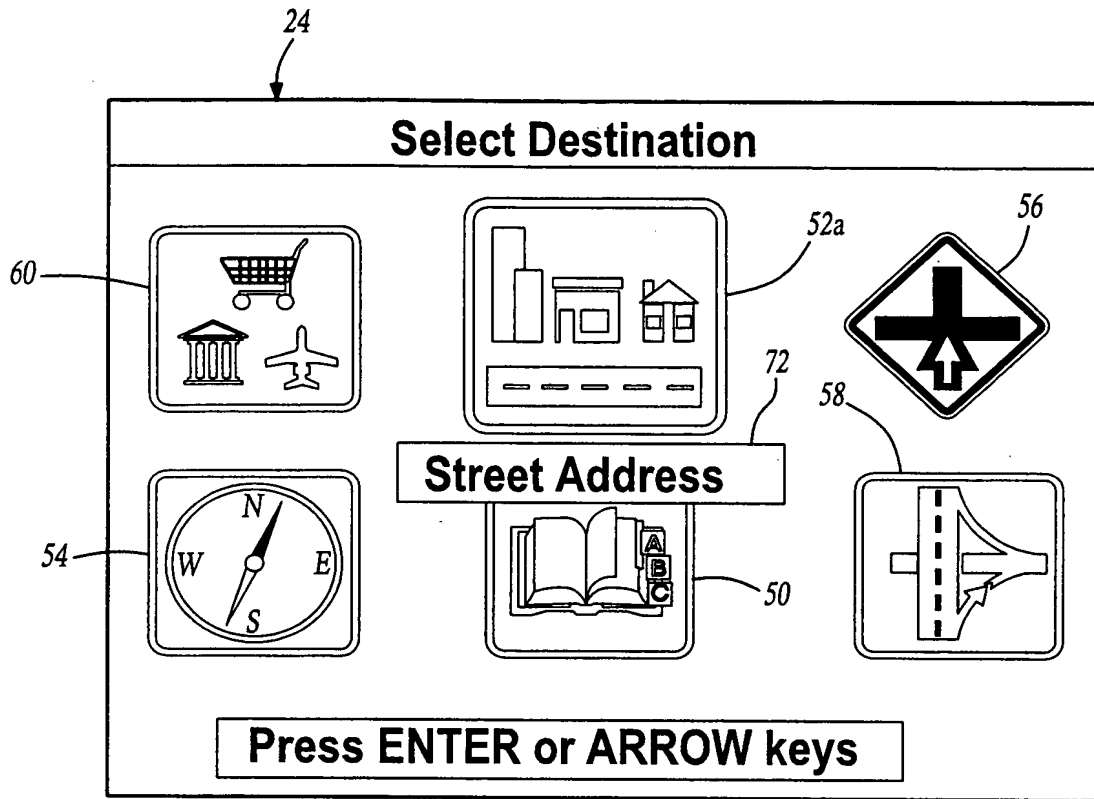 24
Select Destination
60
52a
56
72
58
Street Address
54
N
W
E
S
A
B
C
50
Press ENTER or ARROW keys